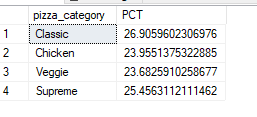 pizza_category PCT
1 Classic 26.9059602306976
2 Chicken 23.9551375322885
3 Veggie 23.6825910258677
4 Supreme 25.4563112111462